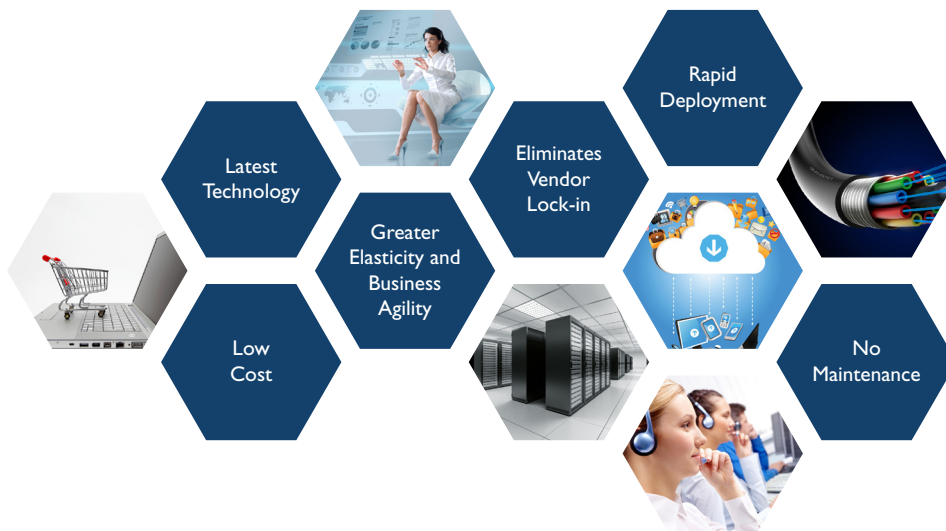 Rapid
Deployment
Latest
Technology
Eliminates
Vendor
Lock-in
Greater
Elasticity and
Business
Agility
Low
Cost
No
Maintenance